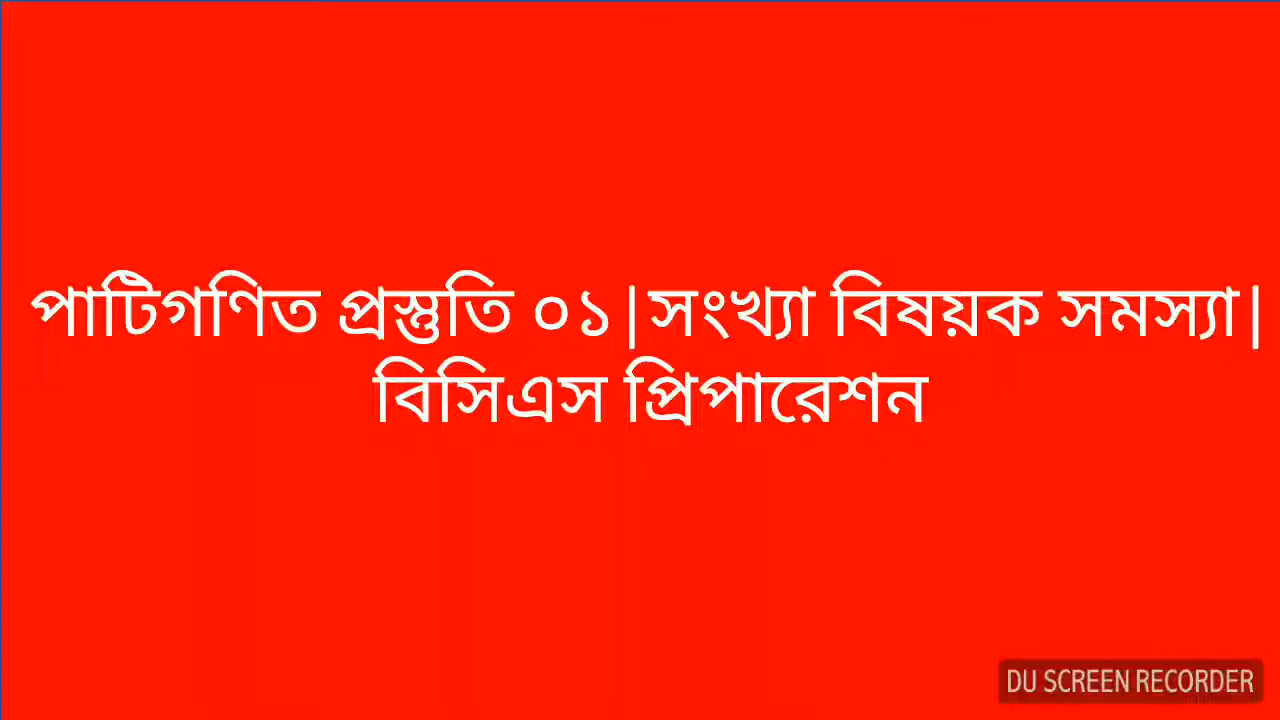 পাটিগণিত প্রস্তুতি ০১|সংখ্যা বিষয়ক সমস্যা|
বিসিএস প্রিপারেশন
DU SCREEN RECORDER